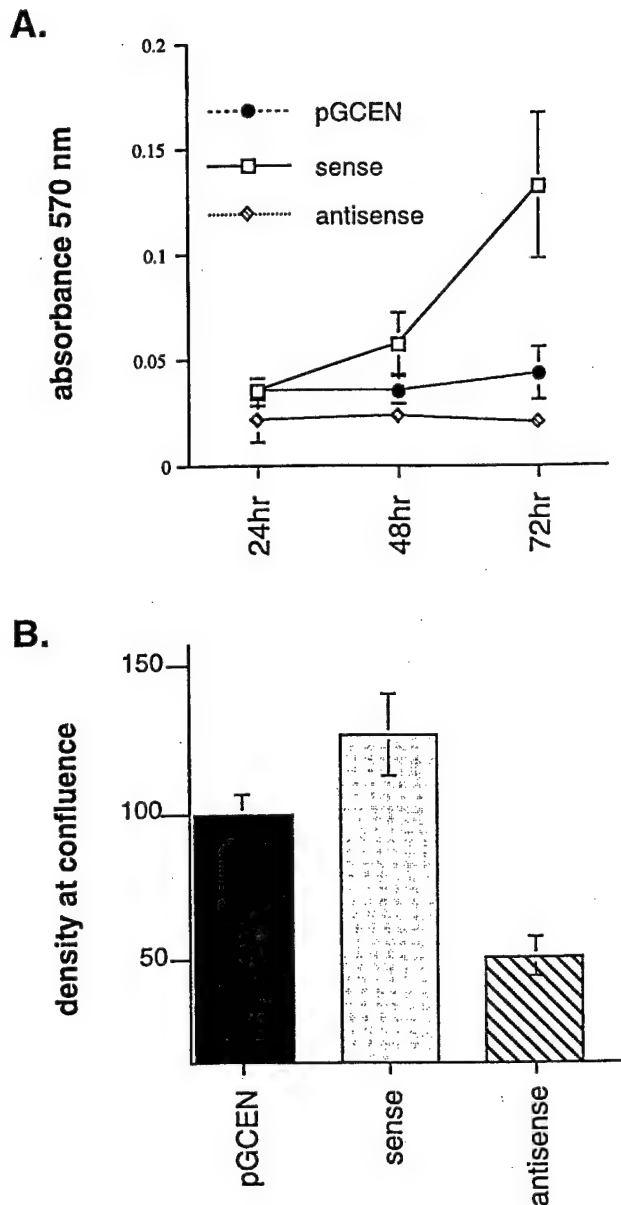 A.
absorbance 570 nm
0.2
0.15
0.1
0.05
0
pGCEN
sense
antisense
24hr
48hr
72hr
B.
density at confluence
150
100
50
pGCEN
sense
antisense